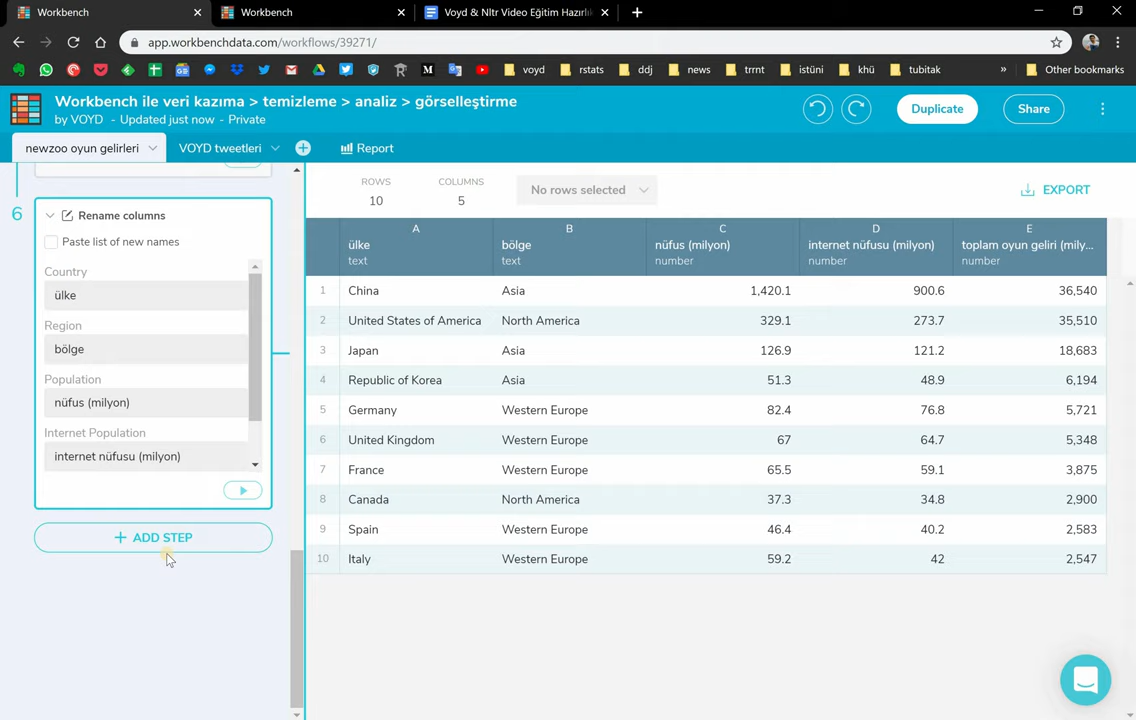 Workbench
Workbench
Voyd & Nltr Video Eğitim Hazırlık
app.workbenchdata.com/workflows/39271/
voyd
rstats
ddj
news
trrnt
istüni
khü
tubitak
»
Other bookmarks
Workbench ile veri kazıma > temizleme > analiz > görselleştirme
by VOYD - Updated just now - Private
Duplicate
Share
newzoo oyun gelirleri
VOYD tweetleri
Report
6
Rename columns
Paste list of new names
Country
ülke
Region
bölge
Population
nüfus (milyon)
Internet Population
internet nüfusu (milyon)
ADD STEP
ROWS
10
COLUMNS
5
No rows selected
EXPORT
A B C D E
ülke bölge nüfus (milyon) internet nüfusu (milyon) toplam oyun geliri (mily...
text text number number number
1 China Asia 1,420.1 900.6 36,540
2 United States of America North America 329.1 273.7 35,510
3 Japan Asia 126.9 121.2 18,683
4 Republic of Korea Asia 51.3 48.9 6,194
5 Germany Western Europe 82.4 76.8 5,721
6 United Kingdom Western Europe 67 64.7 5,348
7 France Western Europe 65.5 59.1 3,875
8 Canada North America 37.3 34.8 2,900
9 Spain Western Europe 46.4 40.2 2,583
10 Italy Western Europe 59.2 42 2,547